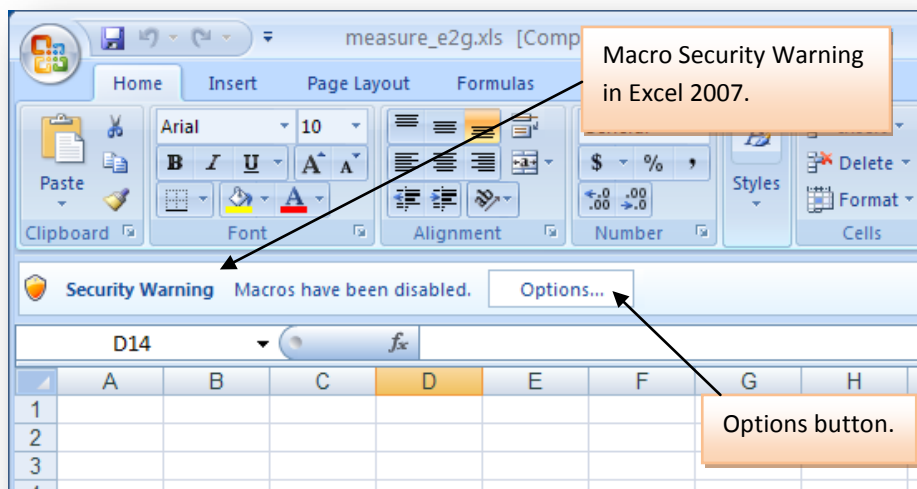 measure_e2g.xls [Comp
Macro Security Warning
in Excel 2007.
Home Insert Page Layout Formulas
Arial 10
B I U A A
$ % ,
Paste
Styles
Delete
Format
Clipboard Font Alignment Number Cells
Security Warning Macros have been disabled. Options...
D14 fx
A B C D E F G H
1
2
3
Options button.